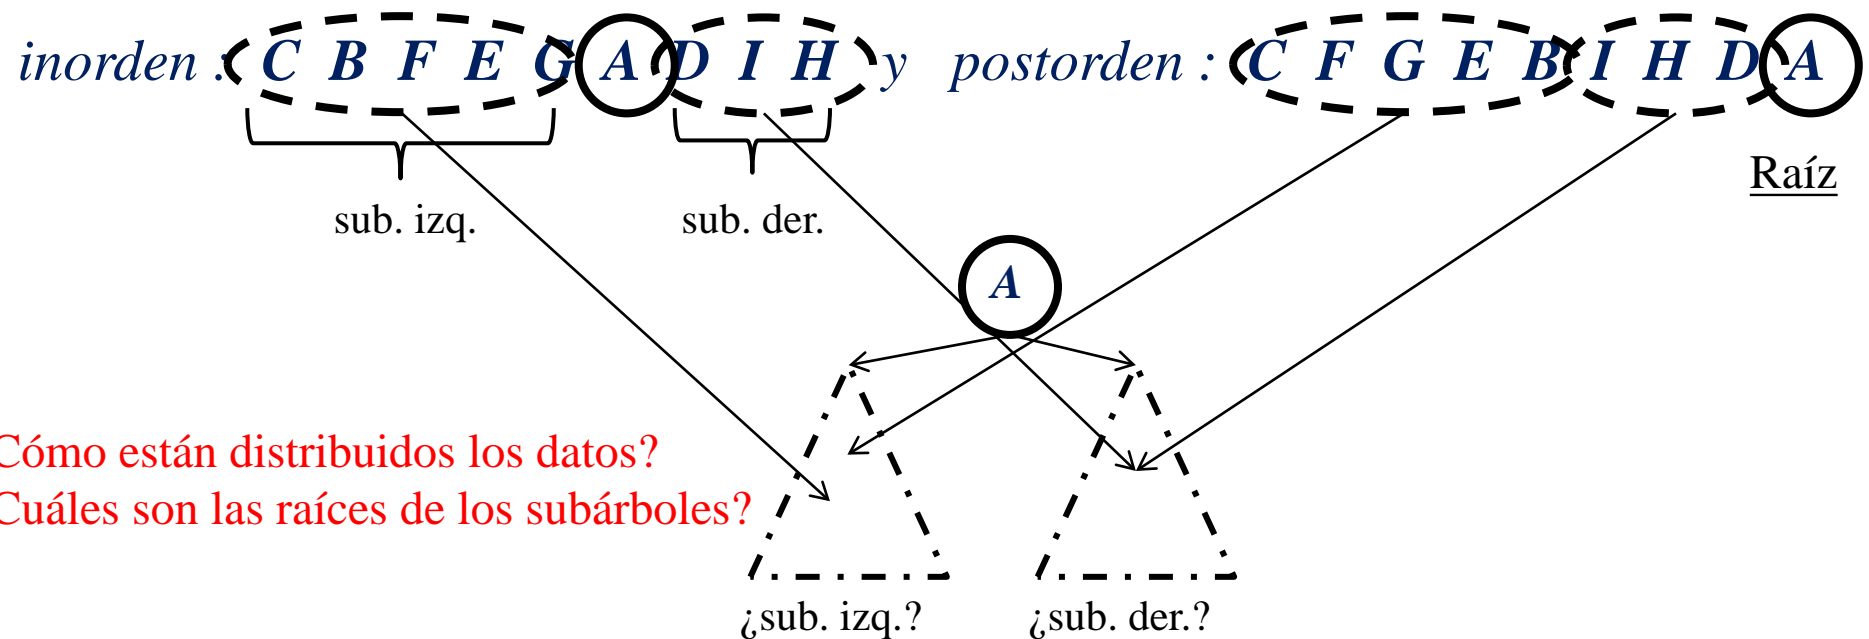 inorden : C B F E G A D I H y postorden : C F G E B I H D A
Raíz
sub. izq. sub. der.
A
Cómo están distribuidos los datos?
Cuáles son las raíces de los subárboles?
¿sub. izq.? ¿sub. der.?